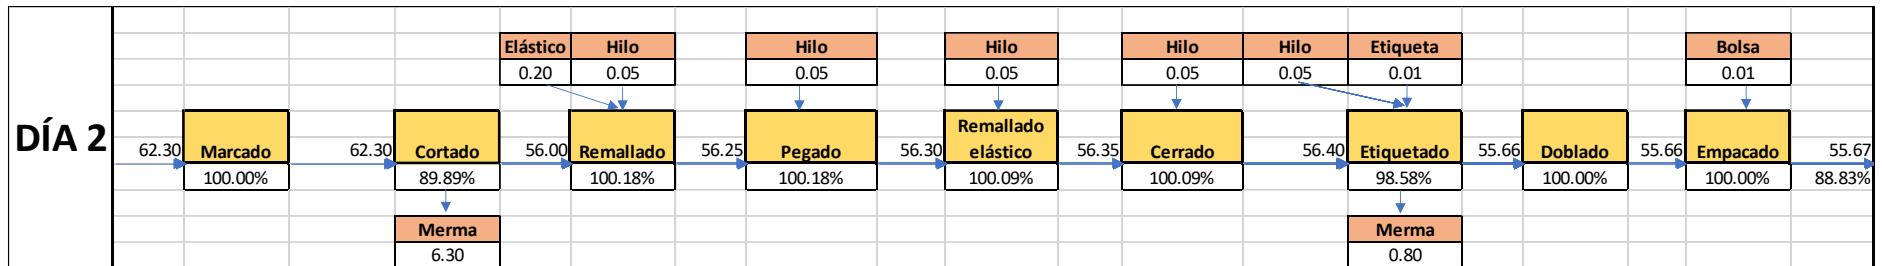 Elástico Hilo Hilo Hilo Hilo Hilo Etiqueta Bolsa
0.20 0.05 0.05 0.05 0.05 0.05 0.01 0.01
DÍA 2
62.30 Marcado 62.30 Cortado 56.00 Remallado 56.25 Pegado 56.30 Remallado elástico 56.35 Cerrado 56.40 Etiquetado 55.66 Doblado 55.66 Empacado 55.67
100.00% 89.89% 100.18% 100.18% 100.09% 100.09% 98.58% 100.00% 100.00% 88.83%
Merma Merma
6.30 0.80